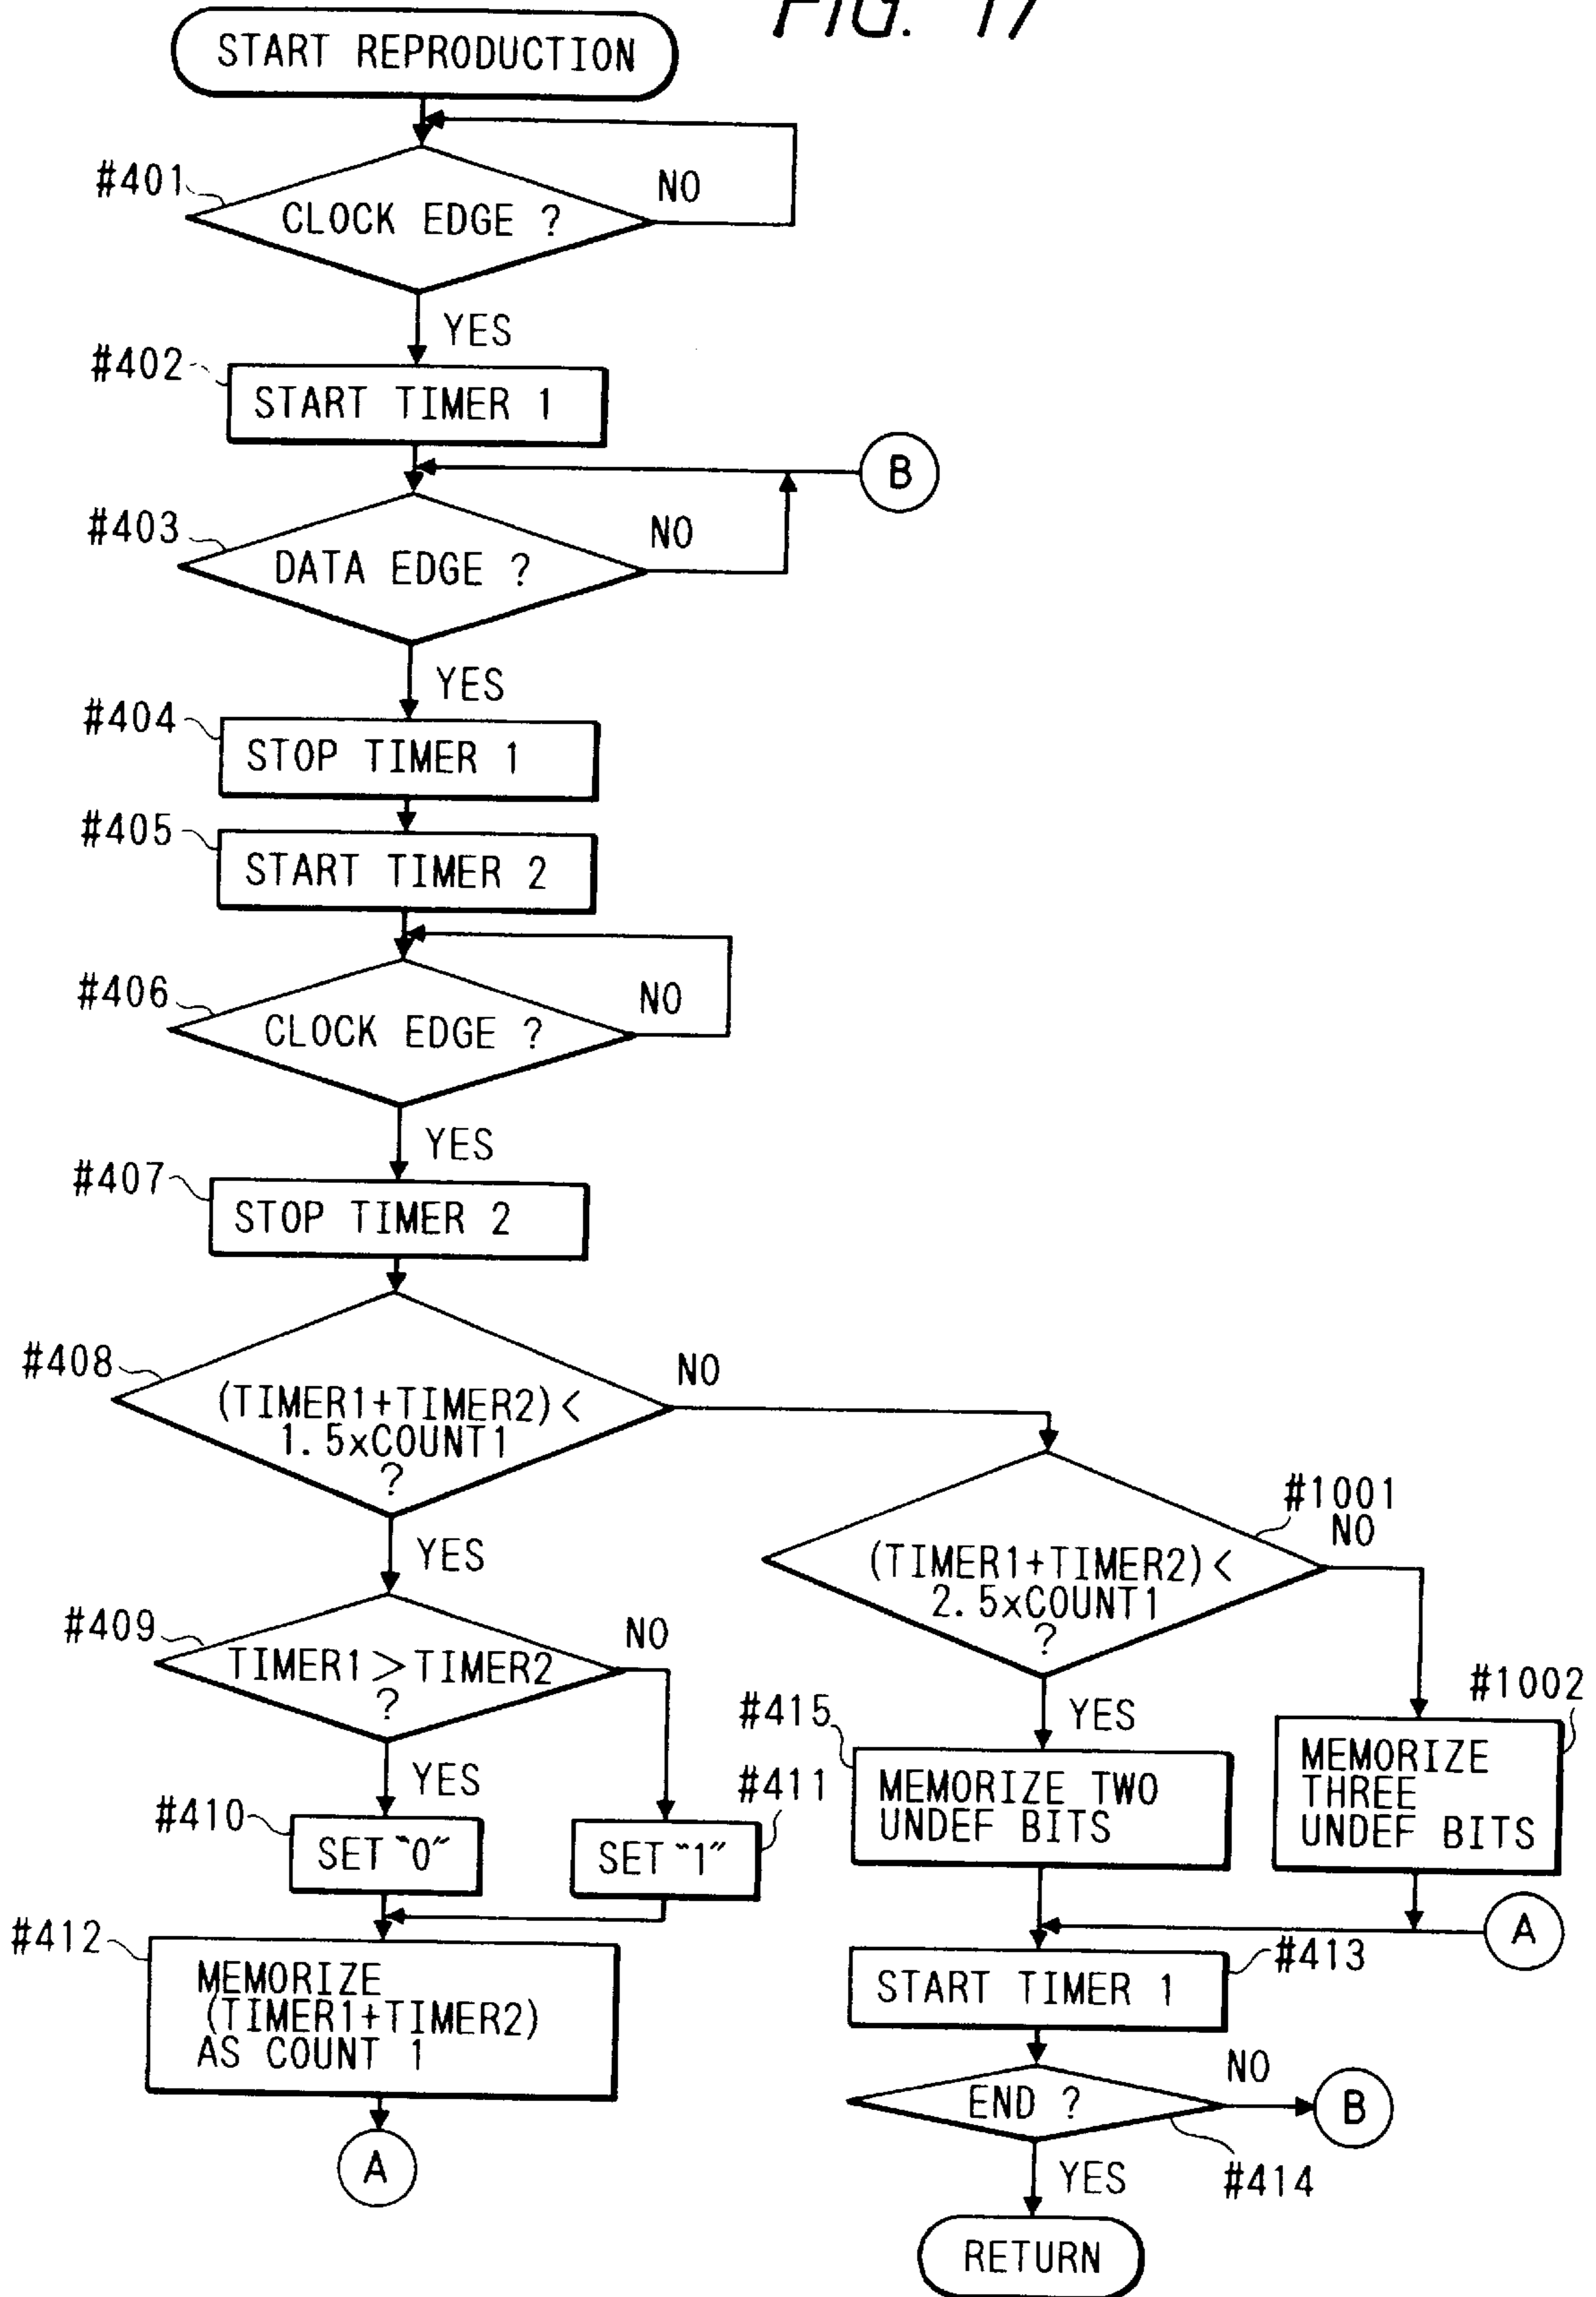 FIG. 17
START REPRODUCTION
#401
CLOCK EDGE ?
NO
YES
#402
START TIMER 1
B
#403
DATA EDGE ?
NO
YES
#404
STOP TIMER 1
#405
START TIMER 2
#406
CLOCK EDGE ?
NO
YES
#407
STOP TIMER 2
#408
(TIMER1+TIMER2)<
1.5xCOUNT1
?
NO
YES
#409
TIMER1>TIMER2
?
NO
YES
#410
SET "0"
#411
SET "1"
#412
MEMORIZE
(TIMER1+TIMER2)
AS COUNT 1
A
#1001
NO
(TIMER1+TIMER2)<
2.5xCOUNT1
?
YES
#415
MEMORIZE TWO
UNDEF BITS
#1002
MEMORIZE
THREE
UNDEF BITS
A
#413
START TIMER 1
END ?
NO
B
#414
YES
RETURN